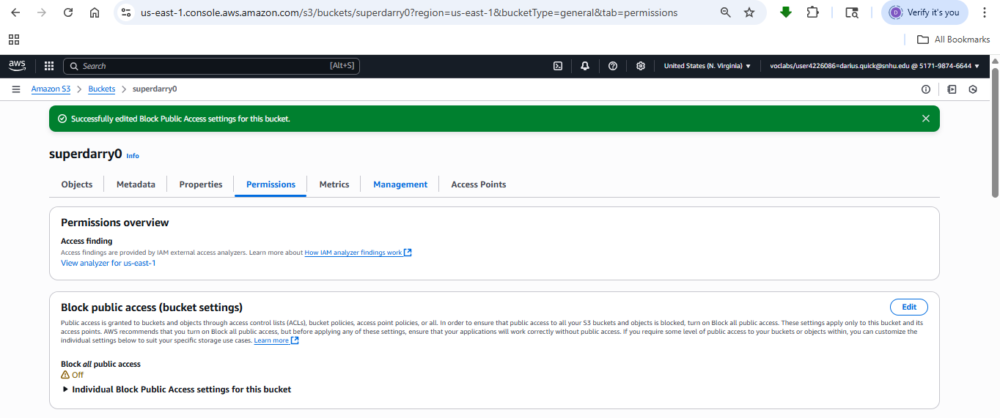 us-east-1.console.aws.amazon.com/s3/buckets/superdarry0?region=us-east-1&bucketType=general&tab=permissions
D
Verify it's you
All Bookmarks
aws
Search
[Alt+S]
United States (N. Virginia)
voclabs/user4226086=darius.quick@snhu.edu @ 5171-9874-6644
Amazon S3
Buckets
superdarry0
Successfully edited Block Public Access settings for this bucket.
superdarry0 Info
Objects
Metadata
Properties
Permissions
Metrics
Management
Access Points
Permissions overview
Access finding
Access findings are provided by IAM external access analyzers. Learn more about How IAM analyzer findings work
View analyzer for us-east-1
Block public access (bucket settings)
Edit
Public access is granted to buckets and objects through access control lists (ACLs), bucket policies, access point policies, or all. In order to ensure that public access to all your S3 buckets and objects is blocked, turn on Block all public access. These settings apply only to this bucket and its
access points. AWS recommends that you turn on Block all public access, but before applying any of these settings, ensure that your applications will work correctly without public access. If you require some level of public access to your buckets or objects within, you can customize the
individual settings below to suit your specific storage use cases. Learn more
Block all public access
Off
Individual Block Public Access settings for this bucket